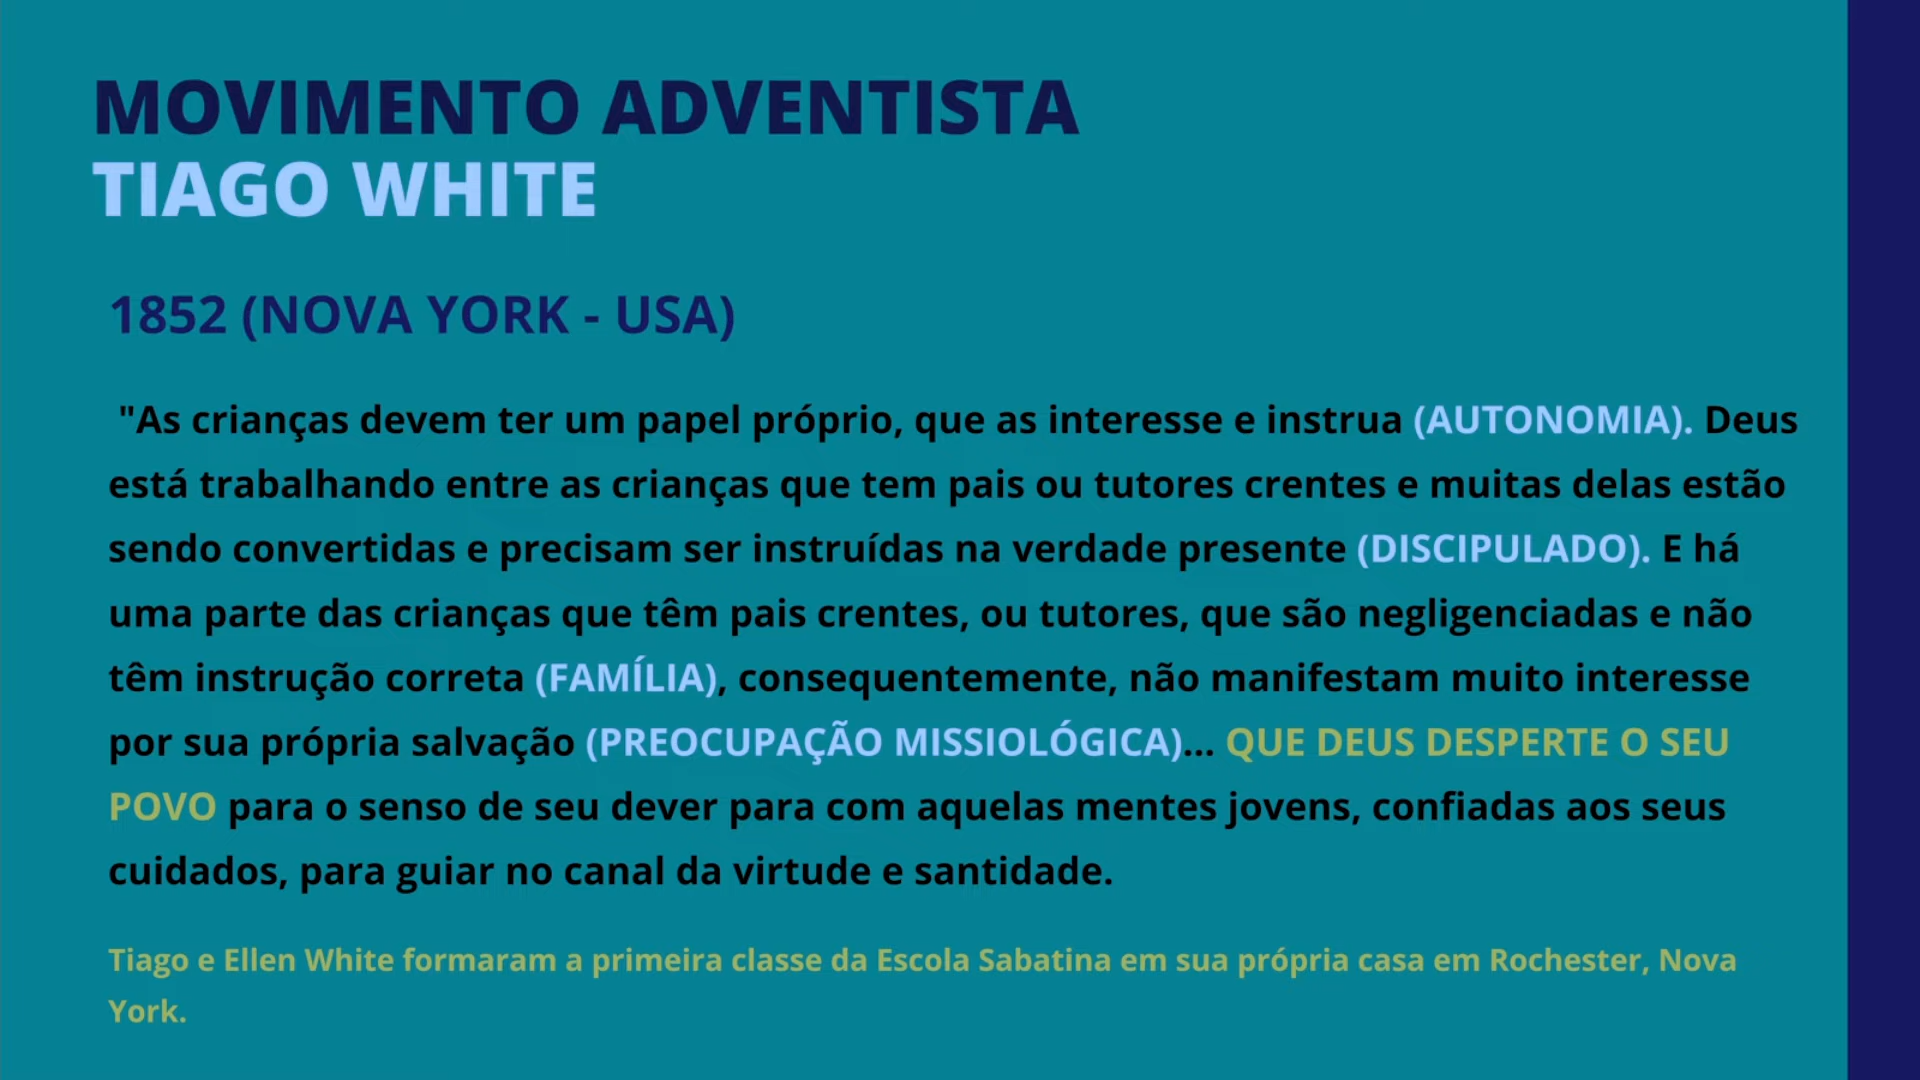 MOVIMENTO ADVENTISTA
TIAGO WHITE
1852 (NOVA YORK - USA)
"As crianças devem ter um papel próprio, que as interesse e instrua (AUTONOMIA). Deus
está trabalhando entre as crianças que tem pais ou tutores crentes e muitas delas estão
sendo convertidas e precisam ser instruídas na verdade presente (DISCIPULADO). E há
uma parte das crianças que têm pais crentes, ou tutores, que são negligenciadas e não
têm instrução correta (FAMÍLIA), consequentemente, não manifestam muito interesse
por sua própria salvação (PREOCUPAÇÃO MISSIOLÓGICA)... QUE DEUS DESPERTE O SEU
POVO para o senso de seu dever para com aquelas mentes jovens, confiadas aos seus
cuidados, para guiar no canal da virtude e santidade.
Tiago e Ellen White formaram a primeira classe da Escola Sabatina em sua própria casa em Rochester, Nova
York.